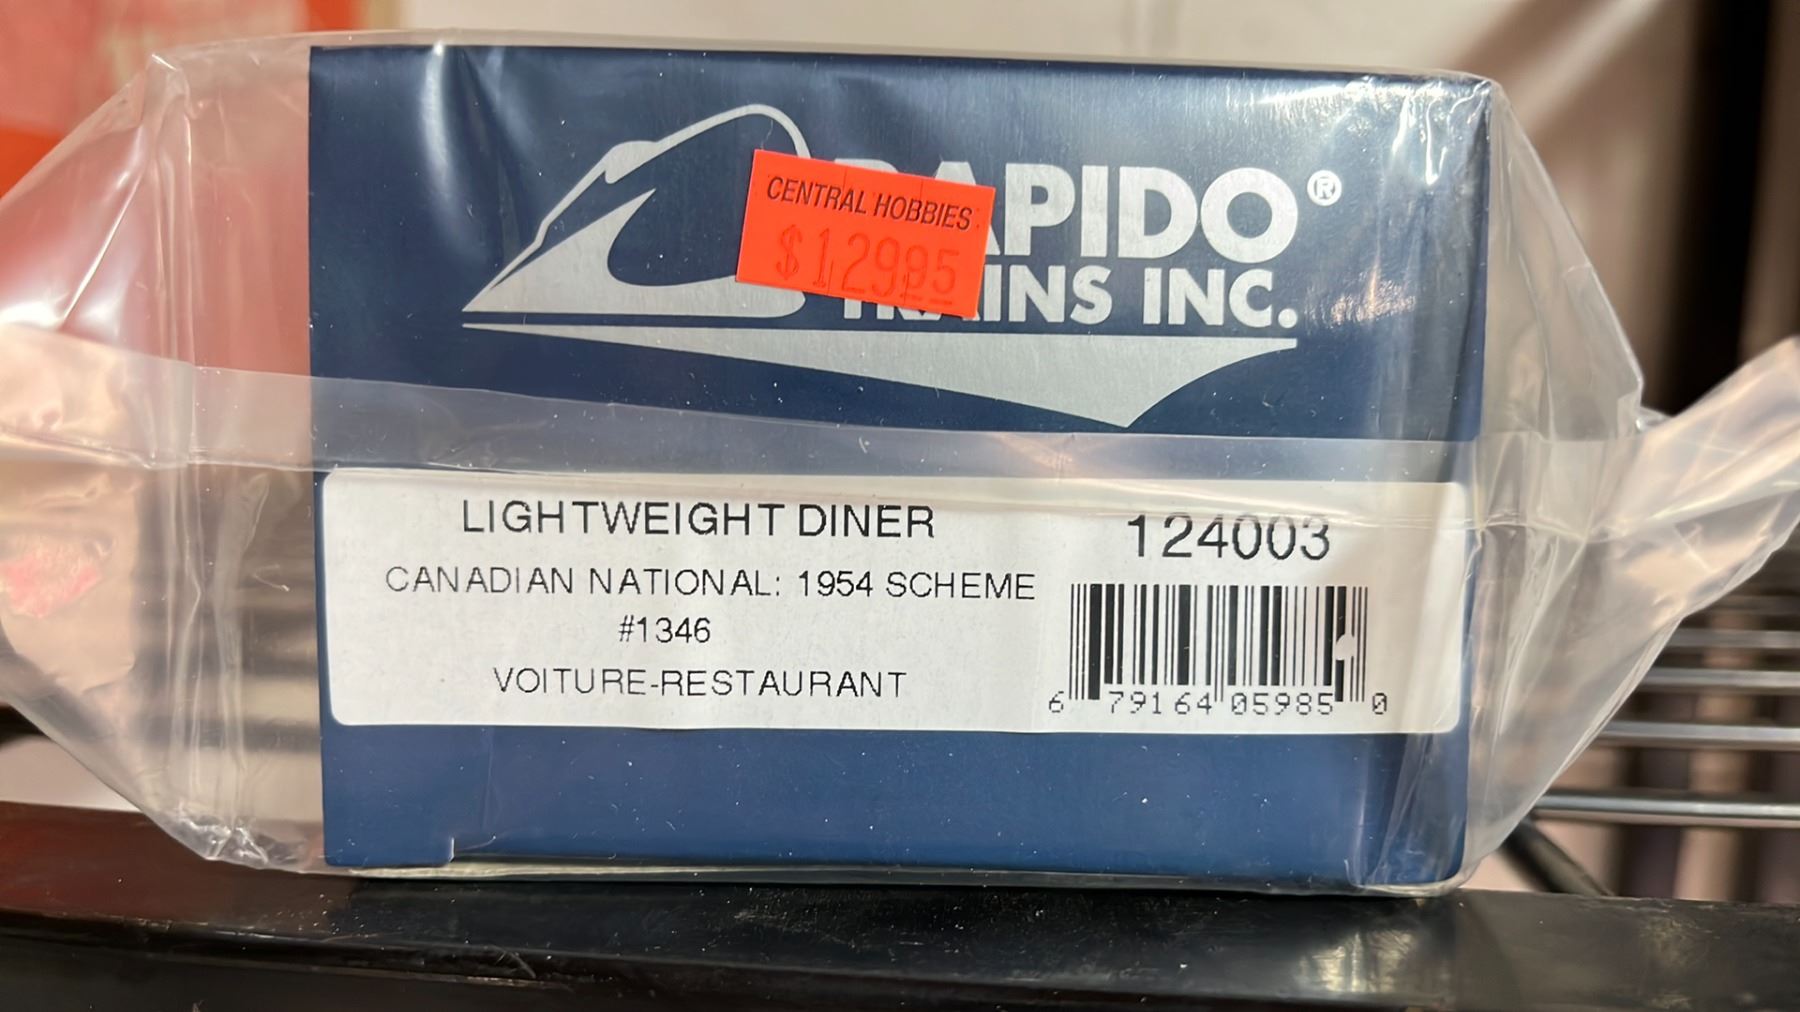 CENTRAL HOBBIES
$129.95
RAPIDO®
TRAINS INC.
LIGHTWEIGHT DINER
CANADIAN NATIONAL: 1954 SCHEME
#1346
VOITURE-RESTAURANT
124003
6 79164 05985 0